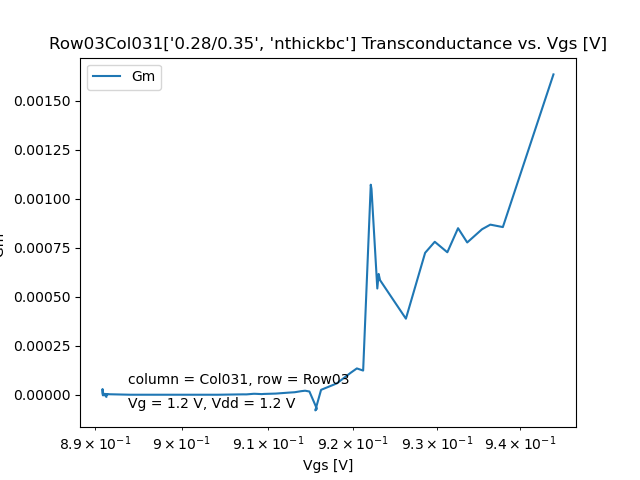 Row03Col031['0.28/0.35', 'nthickbc'] Transconductance vs. Vgs [V]
Gm
0.00150
0.00125
0.00100
0.00075
0.00050
0.00025
0.00000
Gm
column = Col031, row = Row03
Vg = 1.2 V, Vdd = 1.2 V
8.9 × 10⁻¹ 9 × 10⁻¹ 9.1 × 10⁻¹ 9.2 × 10⁻¹ 9.3 × 10⁻¹ 9.4 × 10⁻¹
Vgs [V]